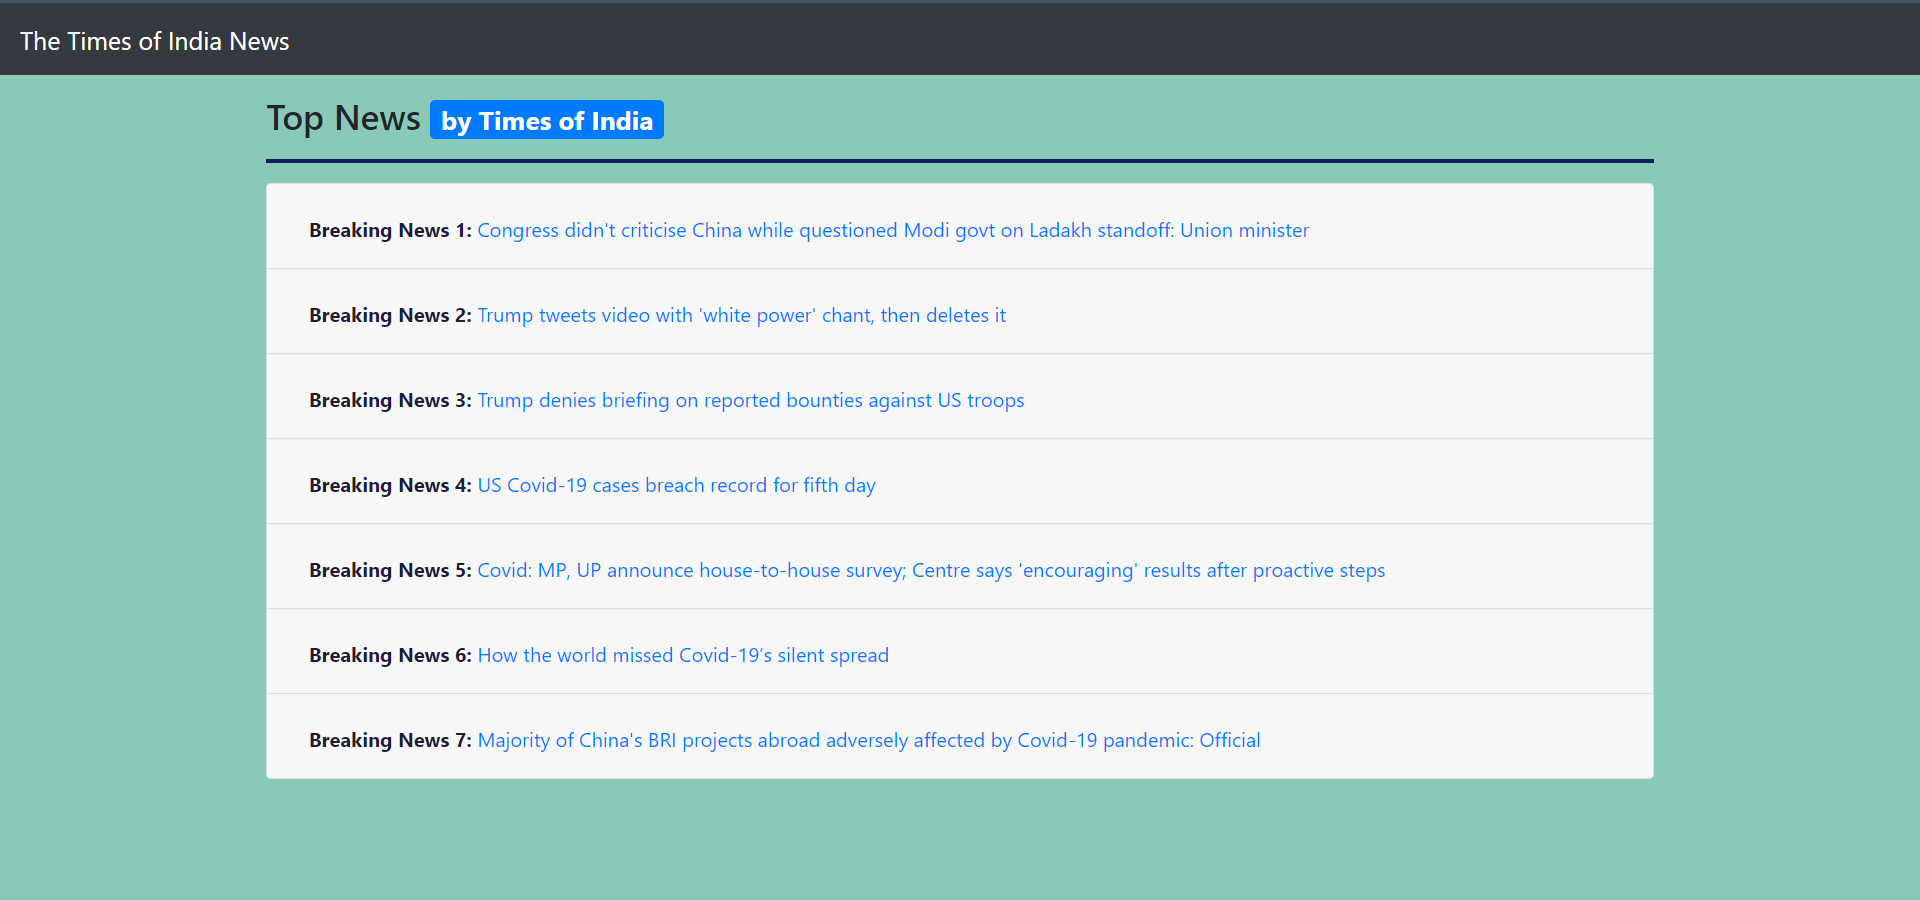 The Times of India News
Top News by Times of India
Breaking News 1: Congress didn't criticise China while questioned Modi govt on Ladakh standoff: Union minister
Breaking News 2: Trump tweets video with 'white power' chant, then deletes it
Breaking News 3: Trump denies briefing on reported bounties against US troops
Breaking News 4: US Covid-19 cases breach record for fifth day
Breaking News 5: Covid: MP, UP announce house-to-house survey; Centre says 'encouraging' results after proactive steps
Breaking News 6: How the world missed Covid-19’s silent spread
Breaking News 7: Majority of China's BRI projects abroad adversely affected by Covid-19 pandemic: Official